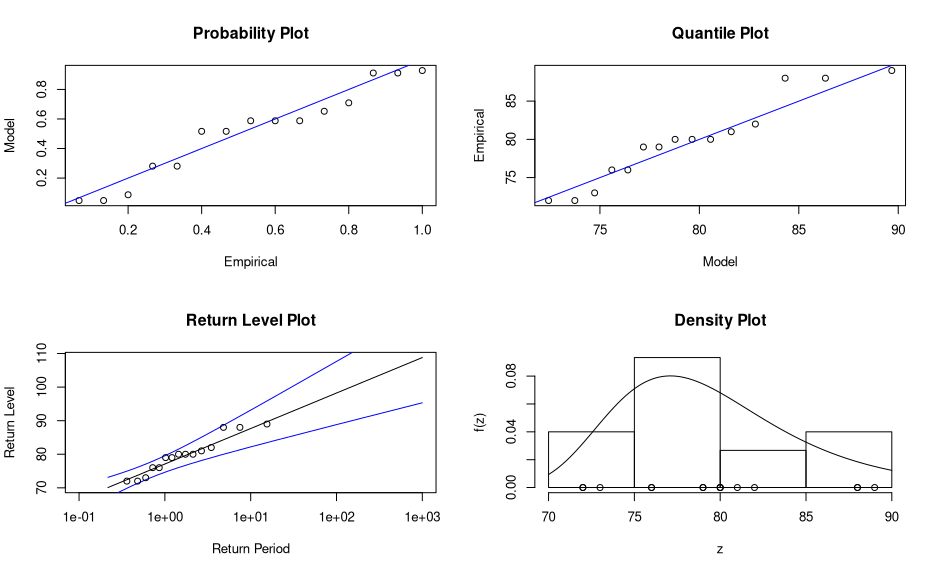 Probability Plot
Model
0.2 0.4 0.6 0.8
0.2 0.4 0.6 0.8 1.0
Empirical
Quantile Plot
Empirical
75 80 85
75 80 85 90
Model
Return Level Plot
Return Level
70 80 90 100 110
1e-01 1e+00 1e+01 1e+02 1e+03
Return Period
Density Plot
f(z)
0.00 0.04 0.08
70 75 80 85 90
z